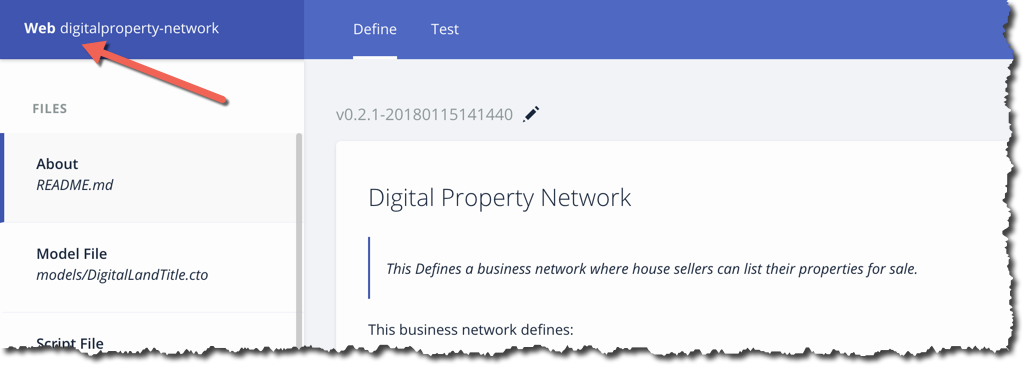 Web digitalproperty-network
Define
Test
FILES
About
README.md
Model File
models/DigitalLandTitle.cto
Script File
v0.2.1-20180115141440
Digital Property Network
This Defines a business network where house sellers can list their properties for sale.
This business network defines: